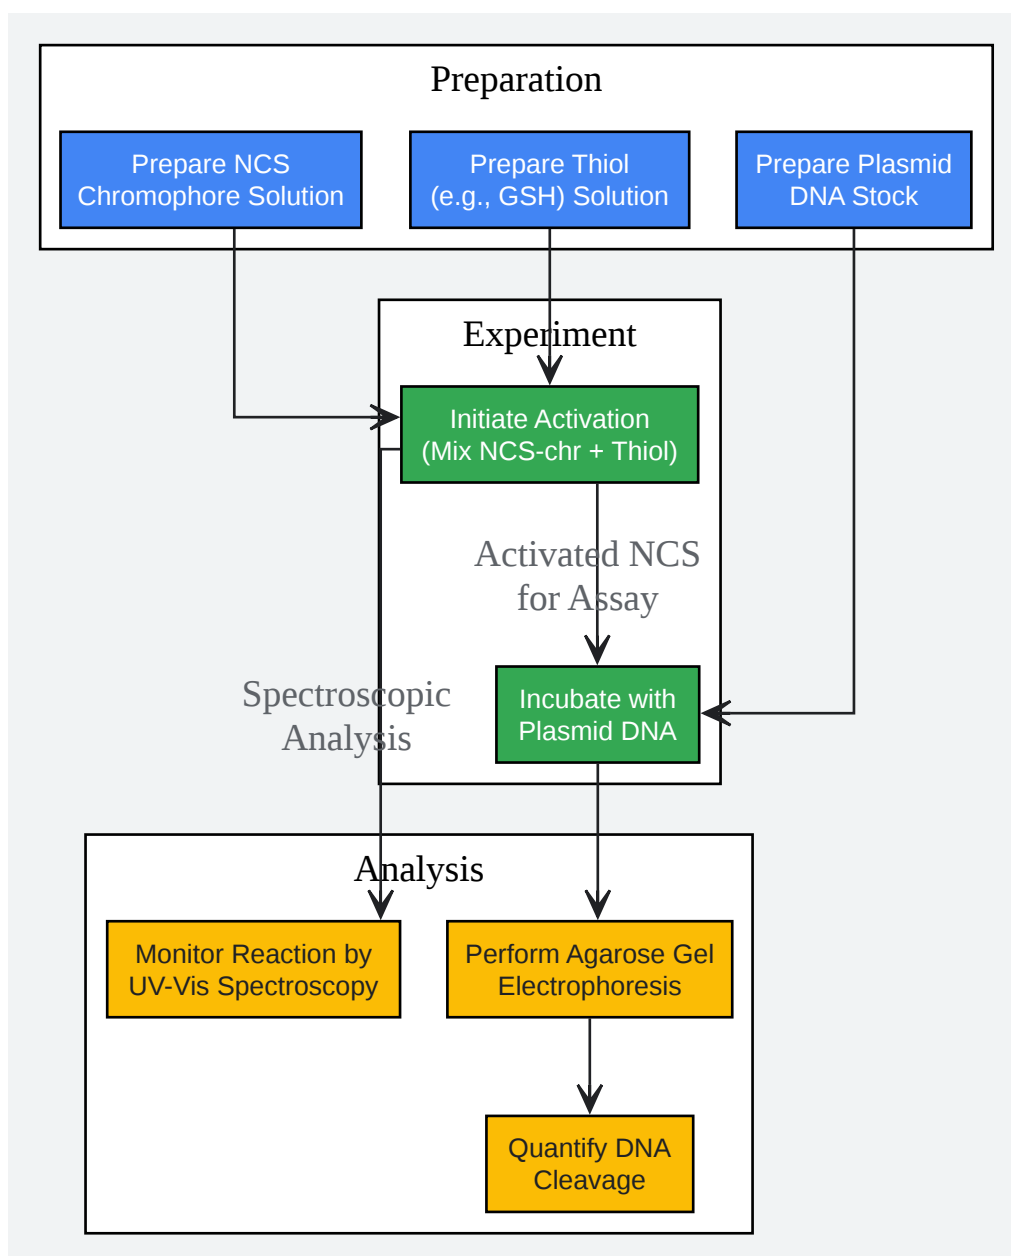 Preparation
Prepare NCS
Chromophore Solution
Prepare Thiol
(e.g., GSH) Solution
Prepare Plasmid
DNA Stock
Experiment
Initiate Activation
(Mix NCS-chr + Thiol)
Activated NCS
for Assay
Spectroscopic
Analysis
Incubate with
Plasmid DNA
Analysis
Monitor Reaction by
UV-Vis Spectroscopy
Perform Agarose Gel
Electrophoresis
Quantify DNA
Cleavage